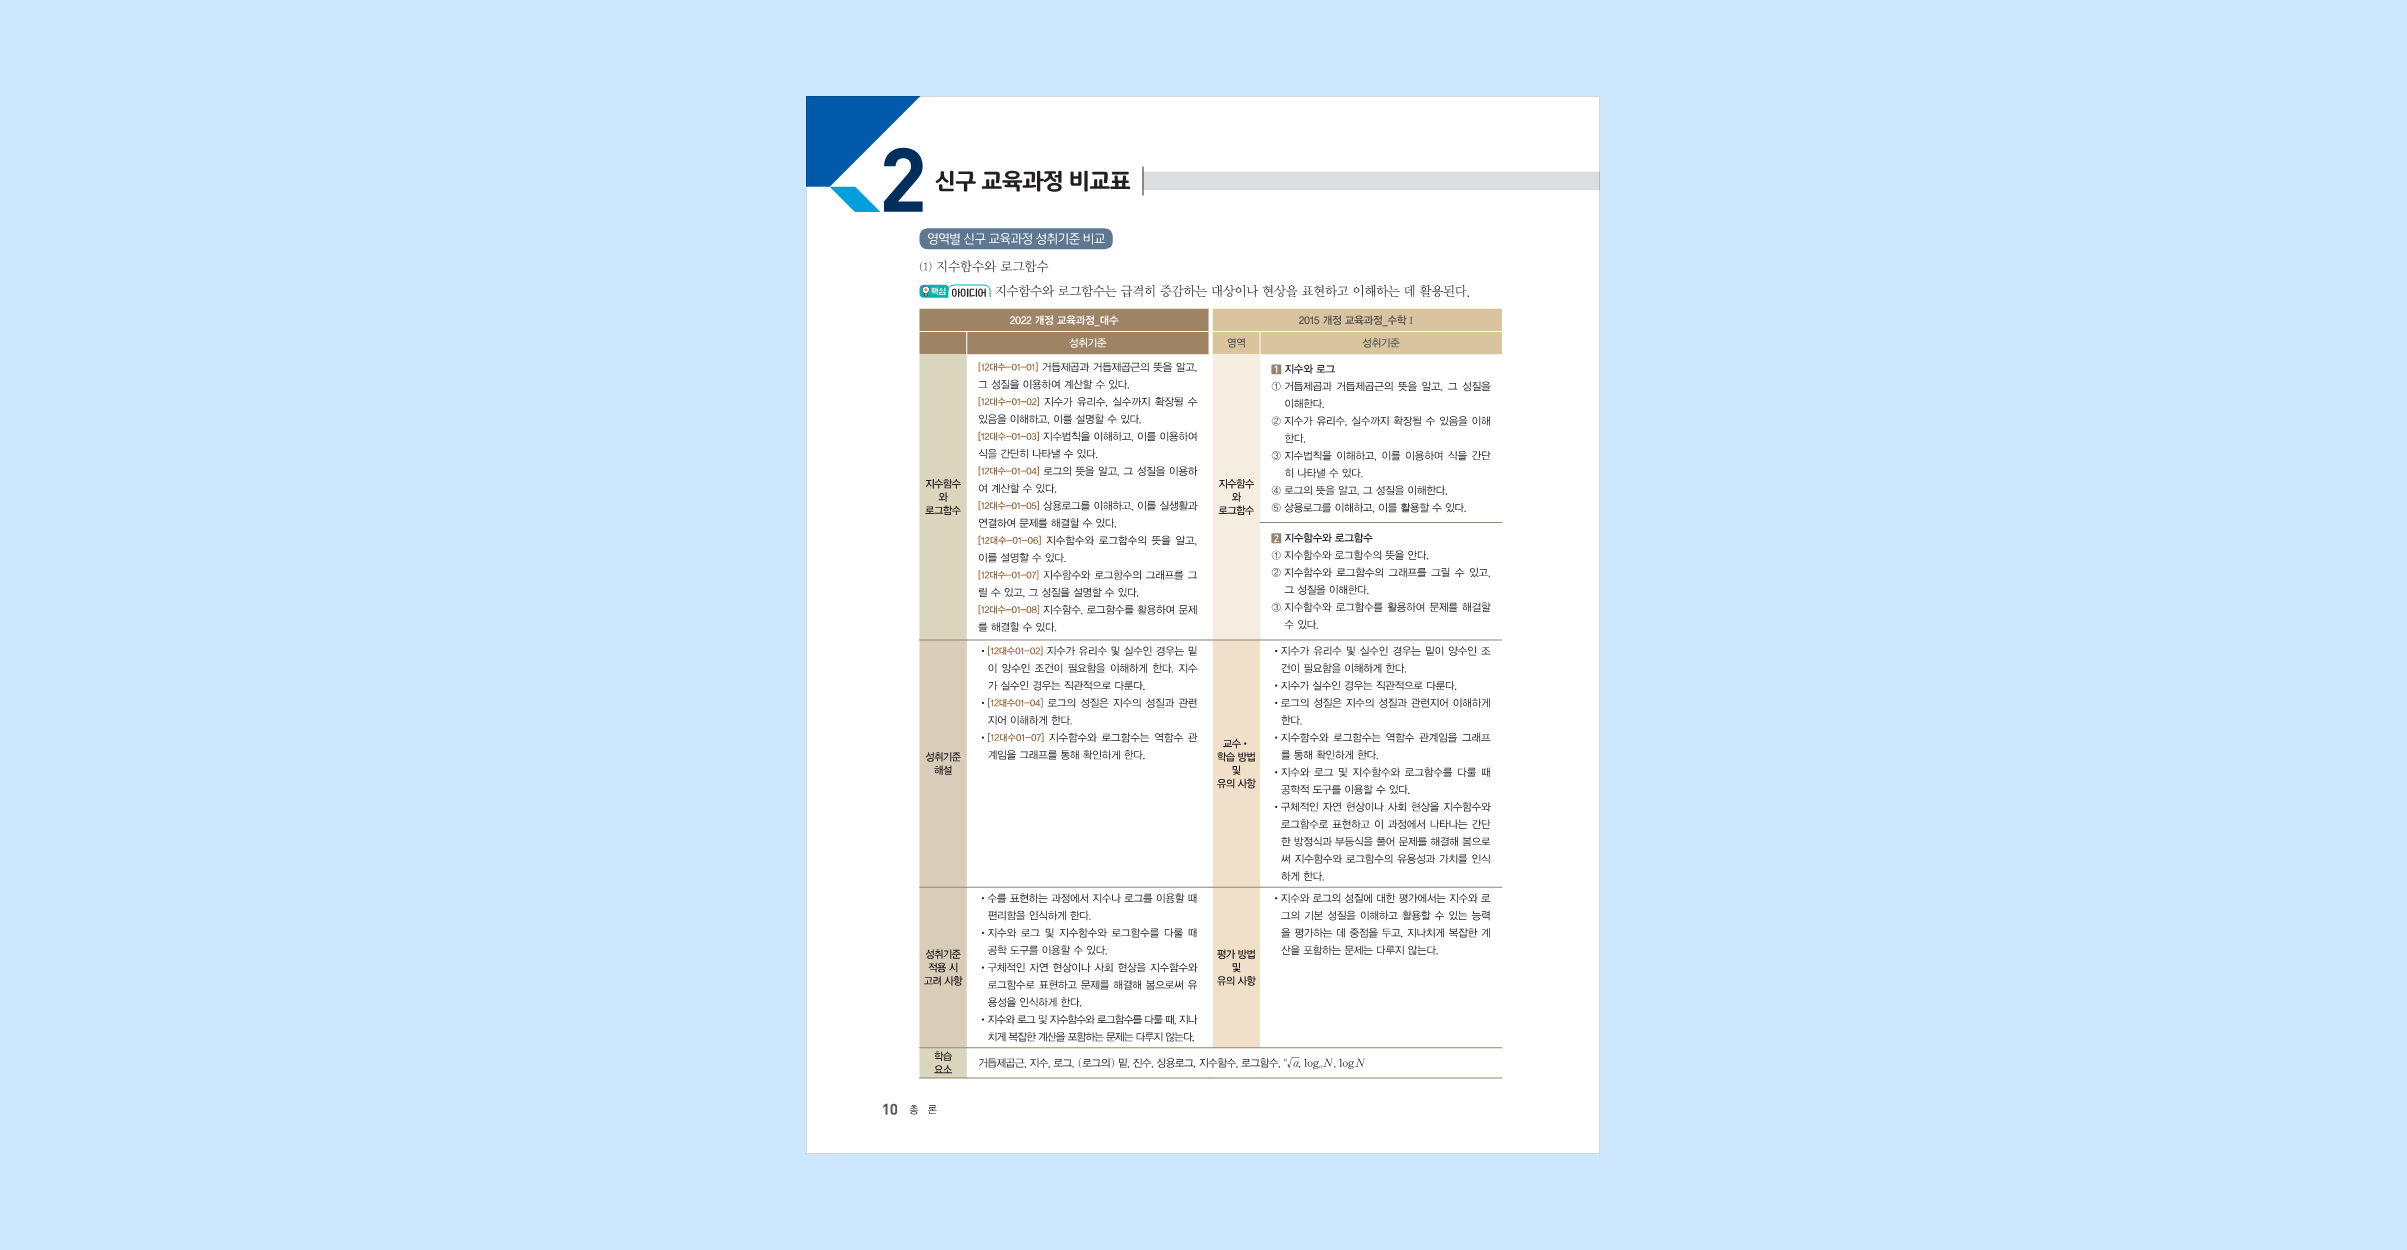 2 신구 교육과정 비교표
영역별 신구 교육과정 성취기준 비교
(1) 지수함수와 로그함수
핵심 아이디어 지수함수와 로그함수는 급격히 증감하는 대상이나 현상을 표현하고 이해하는 데 활용된다.
2022 개정 교육과정_대수
성취기준
지수함수
와
로그함수
[12대수-01-01] 거듭제곱과 거듭제곱근의 뜻을 알고,
그 성질을 이용하여 계산할 수 있다.
[12대수-01-02] 지수가 유리수, 실수까지 확장될 수
있음을 이해하고, 이를 설명할 수 있다.
[12대수-01-03] 지수법칙을 이해하고, 이를 이용하여
식을 간단히 나타낼 수 있다.
[12대수-01-04] 로그의 뜻을 알고, 그 성질을 이용하
여 계산할 수 있다.
[12대수-01-05] 상용로그를 이해하고, 이를 실생활과
연결하여 문제를 해결할 수 있다.
[12대수-01-06] 지수함수와 로그함수의 뜻을 알고,
이를 설명할 수 있다.
[12대수-01-07] 지수함수와 로그함수의 그래프를 그
릴 수 있고, 그 성질을 설명할 수 있다.
[12대수-01-08] 지수함수, 로그함수를 활용하여 문제
를 해결할 수 있다.
2015 개정 교육과정_수학 I
영역
성취기준
지수함수
와
로그함수
1 지수와 로그
① 거듭제곱과 거듭제곱근의 뜻을 알고, 그 성질을
이해한다.
② 지수가 유리수, 실수까지 확장될 수 있음을 이해
한다.
③ 지수법칙을 이해하고, 이를 이용하여 식을 간단
히 나타낼 수 있다.
④ 로그의 뜻을 알고, 그 성질을 이해한다.
⑤ 상용로그를 이해하고, 이를 활용할 수 있다.
2 지수함수와 로그함수
① 지수함수와 로그함수의 뜻을 안다.
② 지수함수와 로그함수의 그래프를 그릴 수 있고,
그 성질을 이해한다.
③ 지수함수와 로그함수를 활용하여 문제를 해결할
수 있다.
성취기준
해설
• [12대수01-02] 지수가 유리수 및 실수인 경우는 밑
이 양수인 조건이 필요함을 이해하게 한다. 지수
가 실수인 경우는 직관적으로 다룬다.
• [12대수01-04] 로그의 성질은 지수의 성질과 관련
지어 이해하게 한다.
• [12대수01-07] 지수함수와 로그함수는 역함수 관
계임을 그래프를 통해 확인하게 한다.
교수·
학습 방법
및
유의 사항
• 지수가 유리수 및 실수인 경우는 밑이 양수인 조
건이 필요함을 이해하게 한다.
• 지수가 실수인 경우는 직관적으로 다룬다.
• 로그의 성질은 지수의 성질과 관련지어 이해하게
한다.
• 지수함수와 로그함수는 역함수 관계임을 그래프
를 통해 확인하게 한다.
• 지수와 로그 및 지수함수와 로그함수를 다룰 때
공학적 도구를 이용할 수 있다.
• 구체적인 자연 현상이나 사회 현상을 지수함수와
로그함수로 표현하고 이 과정에서 나타나는 간단
한 방정식과 부등식을 풀어 문제를 해결해 봄으로
써 지수함수와 로그함수의 유용성과 가치를 인식
하게 한다.
성취기준
적용 시
고려 사항
• 수를 표현하는 과정에서 지수나 로그를 이용할 때
편리함을 인식하게 한다.
• 지수와 로그 및 지수함수와 로그함수를 다룰 때
공학 도구를 이용할 수 있다.
• 구체적인 자연 현상이나 사회 현상을 지수함수와
로그함수로 표현하고 문제를 해결해 봄으로써 유
용성을 인식하게 한다.
• 지수와 로그 및 지수함수와 로그함수를 다룰 때, 지나
치게 복잡한 계산을 포함하는 문제는 다루지 않는다.
평가 방법
및
유의 사항
• 지수와 로그의 성질에 대한 평가에서는 지수와 로
그의 기본 성질을 이해하고 활용할 수 있는 능력
을 평가하는 데 중점을 두고, 지나치게 복잡한 계
산을 포함하는 문제는 다루지 않는다.
학습
요소
거듭제곱근, 지수, 로그, (로그의) 밑, 진수, 상용로그, 지수함수, 로그함수, ⁿ√a, logₐN, log N
10 총 론